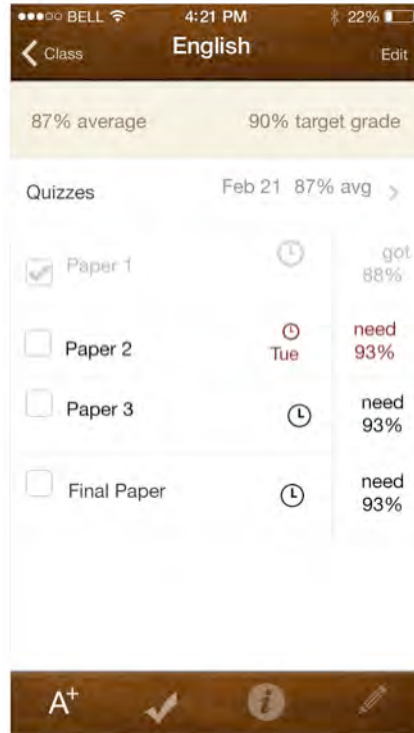 BELL 4:21 PM 22%
Class English Edit
87% average 90% target grade
Quizzes Feb 21 87% avg
Paper 1 got 88%
Paper 2 Tue need 93%
Paper 3 need 93%
Final Paper need 93%
A+